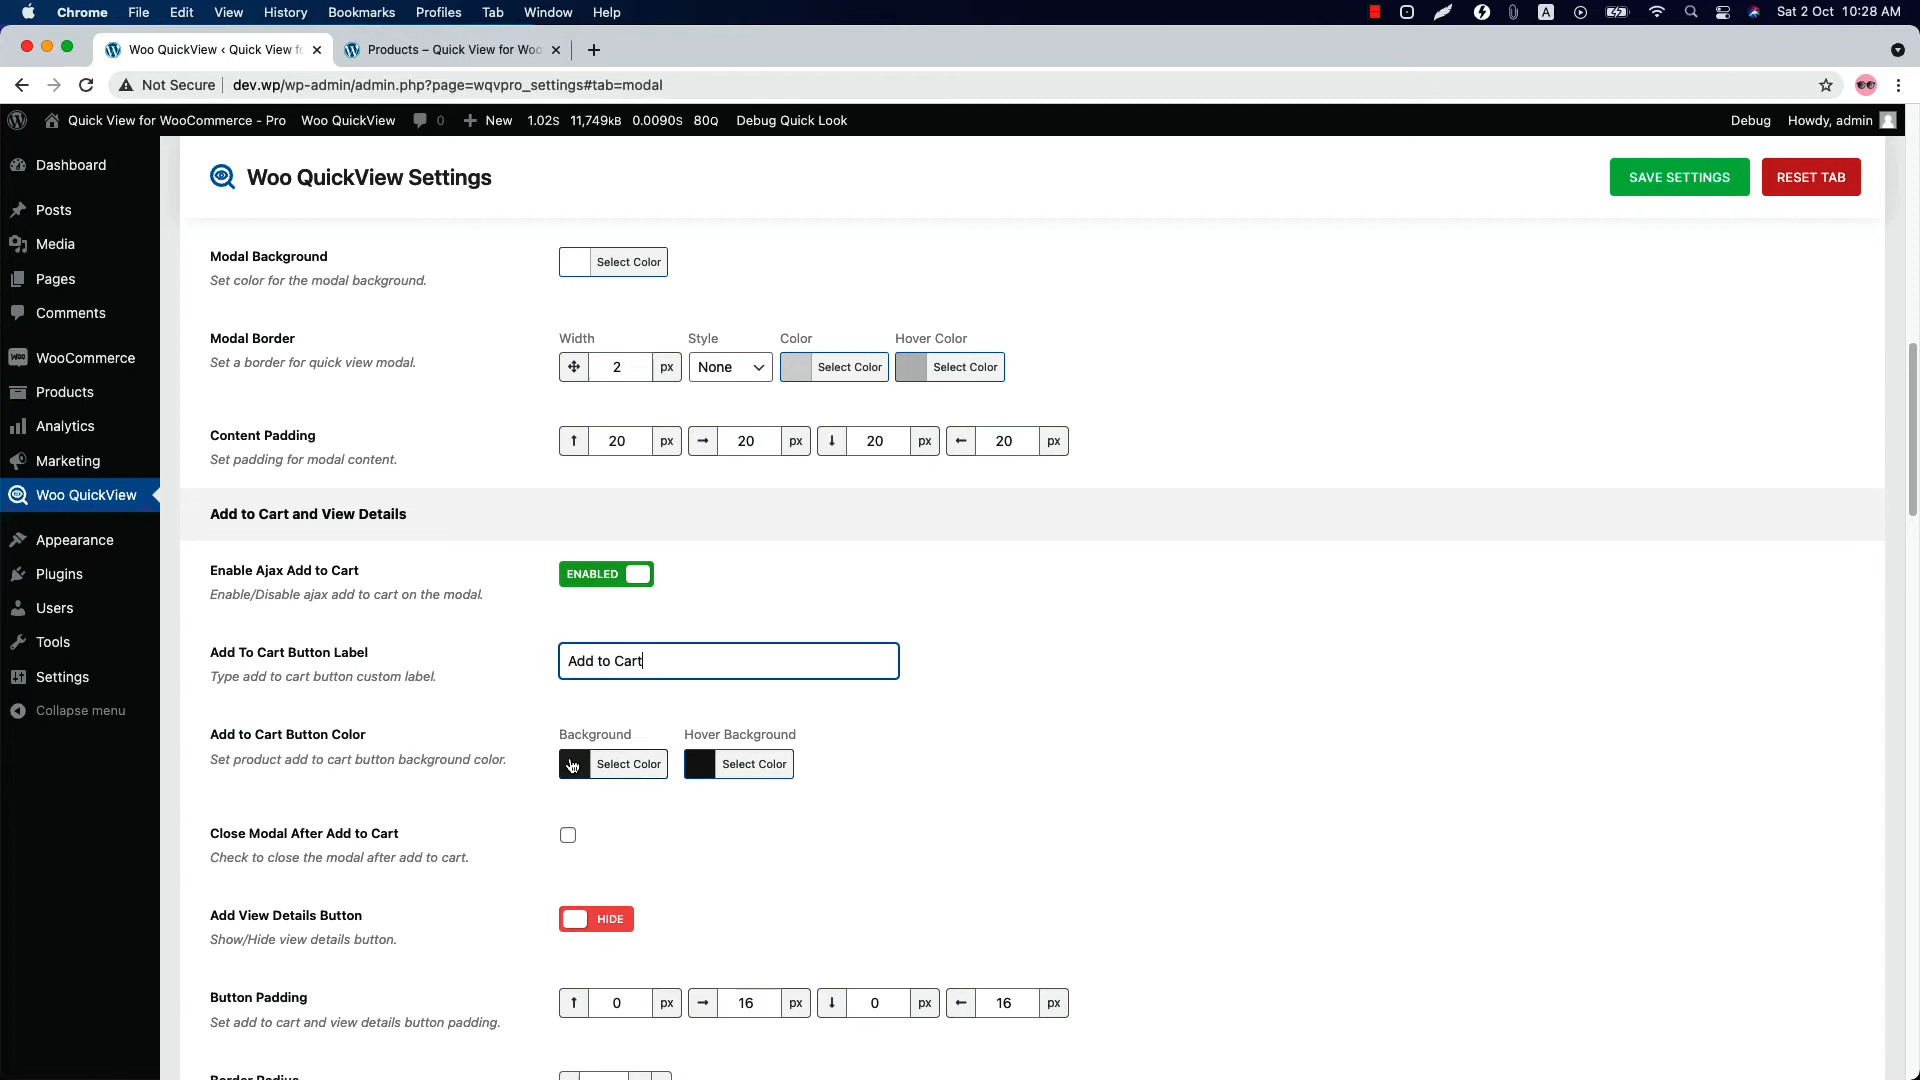 Chrome File Edit View History Bookmarks Profiles Tab Window Help
A Sat 2 Oct 10:28 AM
Woo QuickView ‹ Quick View fo
Products – Quick View for Woo
Not Secure dev.wp/wp-admin/admin.php?page=wqvpro_settings#tab=modal
Quick View for WooCommerce - Pro Woo QuickView 0 New 1.02S 11,749KB 0.0090S 80Q Debug Quick Look
Debug Howdy, admin
Dashboard
Posts
Media
Pages
Comments
WooCommerce
Products
Analytics
Marketing
Woo QuickView
Appearance
Plugins
Users
Tools
Settings
Collapse menu
Woo QuickView Settings
SAVE SETTINGS RESET TAB
Modal Background
Set color for the modal background.
Select Color
Modal Border
Set a border for quick view modal.
Width Style Color Hover Color
2 px None Select Color Select Color
Content Padding
Set padding for modal content.
20 px 20 px 20 px 20 px
Add to Cart and View Details
Enable Ajax Add to Cart
Enable/Disable ajax add to cart on the modal.
ENABLED
Add To Cart Button Label
Type add to cart button custom label.
Add to Cart
Add to Cart Button Color
Set product add to cart button background color.
Background Hover Background
Select Color Select Color
Close Modal After Add to Cart
Check to close the modal after add to cart.
Add View Details Button
Show/Hide view details button.
HIDE
Button Padding
Set add to cart and view details button padding.
0 px 16 px 0 px 16 px